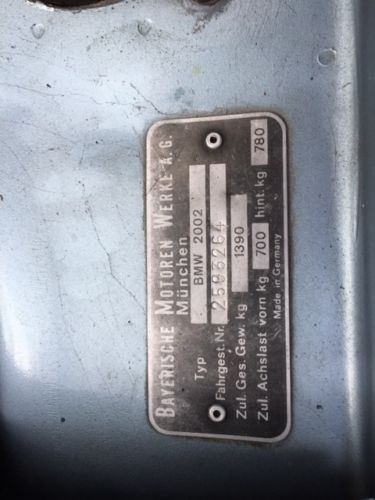 BAYERISCHE MOTOREN WERKE A.G.
München
Typ BMW 2002
Fahrgest. Nr. 2583264
Zul. Ges. Gew. kg 1390
Zul. Achslast vorn kg 700 hint. kg 780
Made in Germany